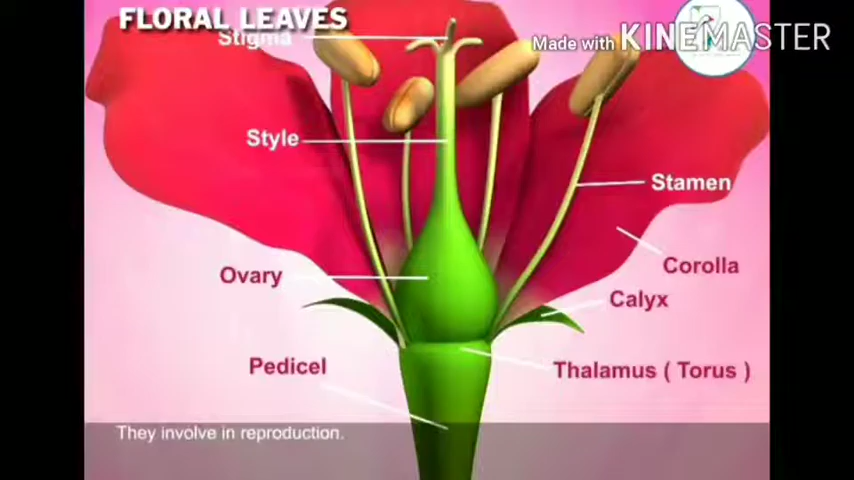 FLORAL LEAVES
Stigma
Made with KINEMASTER
Style
Stamen
Corolla
Ovary
Calyx
Pedicel
Thalamus ( Torus )
They involve in reproduction.